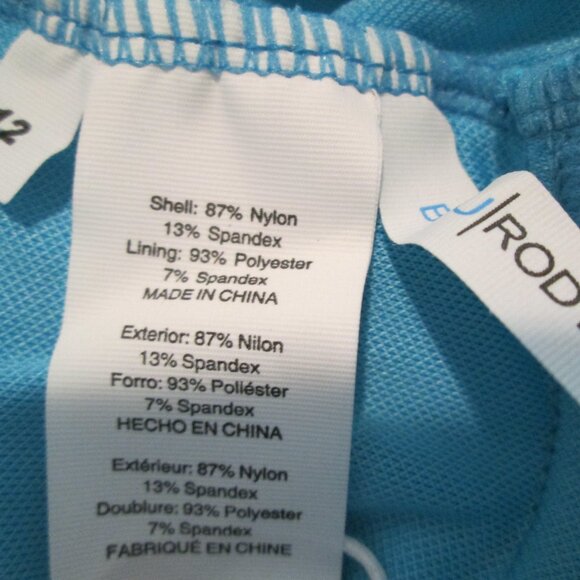 12
Shell: 87% Nylon
13% Spandex
Lining: 93% Polyester
7% Spandex
MADE IN CHINA
Exterior: 87% Nilon
13% Spandex
Forro: 93% Poliéster
7% Spandex
HECHO EN CHINA
Extérieur: 87% Nylon
13% Spandex
Doublure: 93% Polyester
7% Spandex
FABRIQUÉ EN CHINE
J|ROD
E